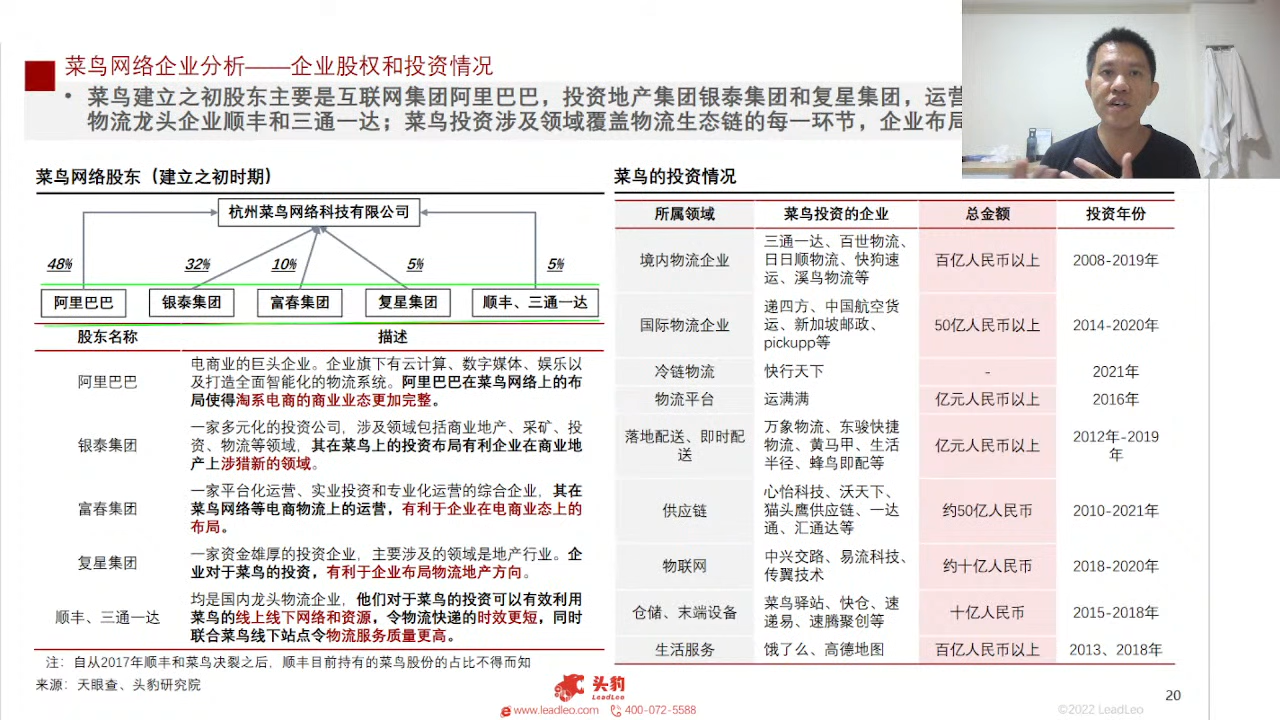 菜鸟网络企业分析——企业股权和投资情况
• 菜鸟建立之初股东主要是互联网集团阿里巴巴，投资地产集团银泰集团和复星集团，运营
物流龙头企业顺丰和三通一达；菜鸟投资涉及领域覆盖物流生态链的每一环节，企业布局
菜鸟网络股东（建立之初时期）
杭州菜鸟网络科技有限公司
48% 32% 10% 5% 5%
阿里巴巴 银泰集团 富春集团 复星集团 顺丰、三通一达
股东名称 描述
阿里巴巴
电商业的巨头企业。企业旗下有云计算、数字媒体、娱乐以
及打造全面智能化的物流系统。阿里巴巴在菜鸟网络上的布
局使得淘系电商的商业业态更加完整。
银泰集团
一家多元化的投资公司，涉及领域包括商业地产、采矿、投
资、物流等领域，其在菜鸟上的投资布局有利企业在商业地
产上涉猎新的领域。
富春集团
一家平台化运营、实业投资和专业化运营的综合企业，其在
菜鸟网络等电商物流上的运营，有利于企业在电商业态上的
布局。
复星集团
一家资金雄厚的投资企业，主要涉及的领域是地产行业。企
业对于菜鸟的投资，有利于企业布局物流地产方向。
顺丰、三通一达
均是国内龙头物流企业，他们对于菜鸟的投资可以有效利用
菜鸟的线上线下网络和资源，令物流快递的时效更短，同时
联合菜鸟线下站点令物流服务质量更高。
注：自从2017年顺丰和菜鸟决裂之后，顺丰目前持有的菜鸟股份的占比不得而知
来源：天眼查、头豹研究院
菜鸟的投资情况
所属领域 菜鸟投资的企业 总金额 投资年份
境内物流企业
三通一达、百世物流、
日日顺物流、快狗速
运、溪鸟物流等
百亿人民币以上 2008-2019年
国际物流企业
递四方、中国航空货
运、新加坡邮政、
pickupp等
50亿人民币以上 2014-2020年
冷链物流 快行天下 - 2021年
物流平台 运满满 亿元人民币以上 2016年
落地配送、即时配
送
万象物流、东骏快捷
物流、黄马甲、生活
半径、蜂鸟即配等
亿元人民币以上
2012年-2019
年
供应链
心怡科技、沃天下、
猫头鹰供应链、一达
通、汇通达等
约50亿人民币 2010-2021年
物联网
中兴交路、易流科技、
传翼技术
约十亿人民币 2018-2020年
仓储、末端设备
菜鸟驿站、快仓、速
递易、速腾聚创等
十亿人民币 2015-2018年
生活服务 饿了么、高德地图 百亿人民币以上 2013、2018年
头豹
LeadLeo
www.leadleo.com 400-072-5588
20
©2022 LeadLeo